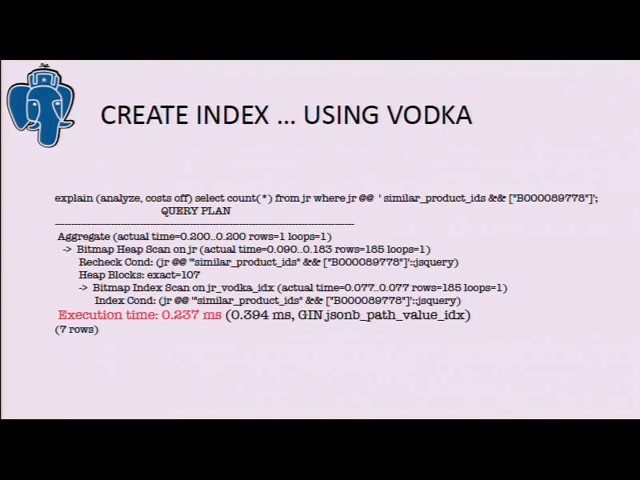 CREATE INDEX ... USING VODKA
explain (analyze, costs off) select count(*) from jr where jr @@ ' similar_product_ids && ["B000089778"]';
QUERY PLAN
------------------------------------------------------------------------------------
Aggregate (actual time=0.200..0.200 rows=1 loops=1)
-> Bitmap Heap Scan on jr (actual time=0.090..0.183 rows=185 loops=1)
Recheck Cond: (jr @@ '"similar_product_ids" && ["B000089778"]'::jsquery)
Heap Blocks: exact=107
-> Bitmap Index Scan on jr_vodka_idx (actual time=0.077..0.077 rows=185 loops=1)
Index Cond: (jr @@ '"similar_product_ids" && ["B000089778"]'::jsquery)
Execution time: 0.237 ms (0.394 ms, GIN jsonb_path_value_idx)
(7 rows)